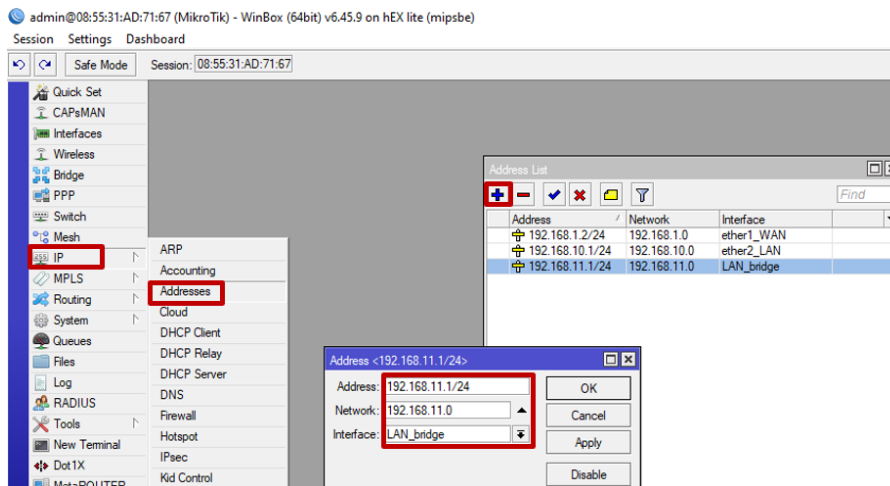 admin@08:55:31:AD:71:67 (MikroTik) - WinBox (64bit) v6.45.9 on hEX lite (mipsbe)
Session Settings Dashboard
Safe Mode Session: 08:55:31:AD:71:67
Quick Set
CAPsMAN
Interfaces
Wireless
Bridge
PPP
Switch
Mesh
IP
MPLS
Routing
System
Queues
Files
Log
RADIUS
Tools
New Terminal
Dot1X
MetaROUTER
ARP
Accounting
Addresses
Cloud
DHCP Client
DHCP Relay
DHCP Server
DNS
Firewall
Hotspot
IPsec
Kid Control
Address List
Find
Address Network Interface
192.168.1.2/24 192.168.1.0 ether1_WAN
192.168.10.1/24 192.168.10.0 ether2_LAN
192.168.11.1/24 192.168.11.0 LAN_bridge
Address <192.168.11.1/24>
Address: 192.168.11.1/24
Network: 192.168.11.0
Interface: LAN_bridge
OK
Cancel
Apply
Disable